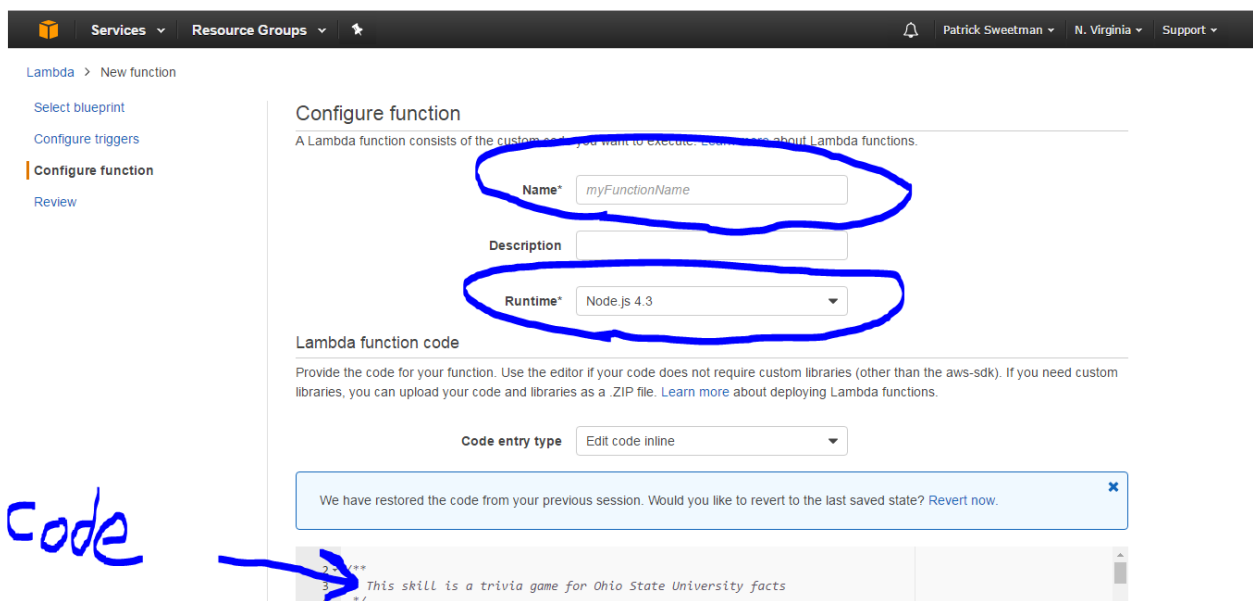 Services Resource Groups Patrick Sweetman N. Virginia Support
Lambda > New function
Select blueprint
Configure triggers
Configure function
Review
Configure function
A Lambda function consists of the custom code you want to execute. Learn more about Lambda functions.
Name* myFunctionName
Description
Runtime* Node.js 4.3
Lambda function code
Provide the code for your function. Use the editor if your code does not require custom libraries (other than the aws-sdk). If you need custom
libraries, you can upload your code and libraries as a .ZIP file. Learn more about deploying Lambda functions.
Code entry type Edit code inline
We have restored the code from your previous session. Would you like to revert to the last saved state? Revert now.
Code
2 /**
3 This skill is a trivia game for Ohio State University facts
*/